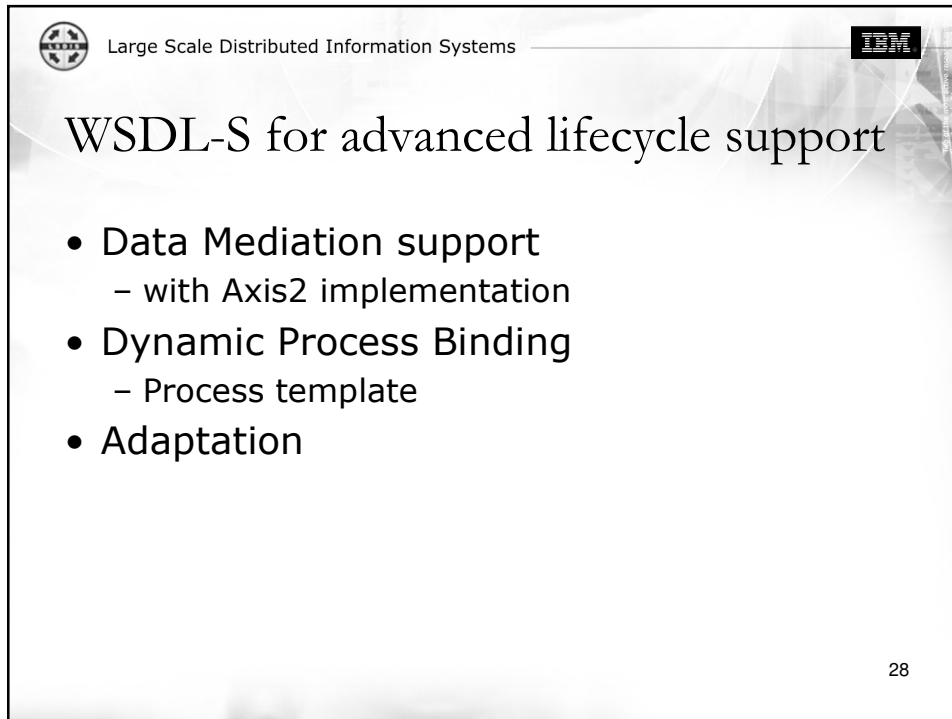 LSDIS
Large Scale Distributed Information Systems
IBM
WSDL-S for advanced lifecycle support
• Data Mediation support
– with Axis2 implementation
• Dynamic Process Binding
– Process template
• Adaptation
28